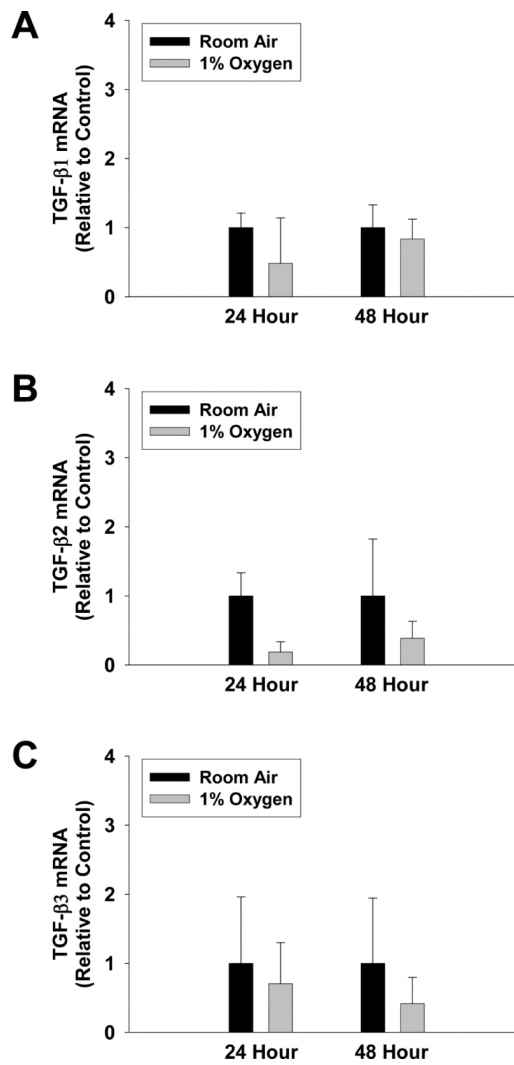 A
TGF-β1 mRNA
(Relative to Control)
4
3
2
1
0
Room Air
1% Oxygen
24 Hour
48 Hour
B
TGF-β2 mRNA
(Relative to Control)
4
3
2
1
0
Room Air
1% Oxygen
24 Hour
48 Hour
C
TGF-β3 mRNA
(Relative to Control)
4
3
2
1
0
Room Air
1% Oxygen
24 Hour
48 Hour